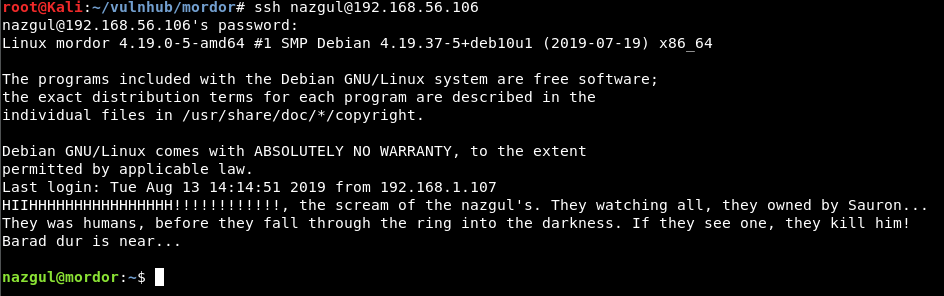 root@Kali:~/vulnhub/mordor# ssh nazgul@192.168.56.106
nazgul@192.168.56.106's password:
Linux mordor 4.19.0-5-amd64 #1 SMP Debian 4.19.37-5+deb10u1 (2019-07-19) x86_64
The programs included with the Debian GNU/Linux system are free software;
the exact distribution terms for each program are described in the
individual files in /usr/share/doc/*/copyright.
Debian GNU/Linux comes with ABSOLUTELY NO WARRANTY, to the extent
permitted by applicable law.
Last login: Tue Aug 13 14:14:51 2019 from 192.168.1.107
HIIHHHHHHHHHHHHHHHH!!!!!!!!!!!!, the scream of the nazgul's. They watching all, they owned by Sauron...
They was humans, before they fall through the ring into the darkness. If they see one, they kill him!
Barad dur is near...
nazgul@mordor:~$